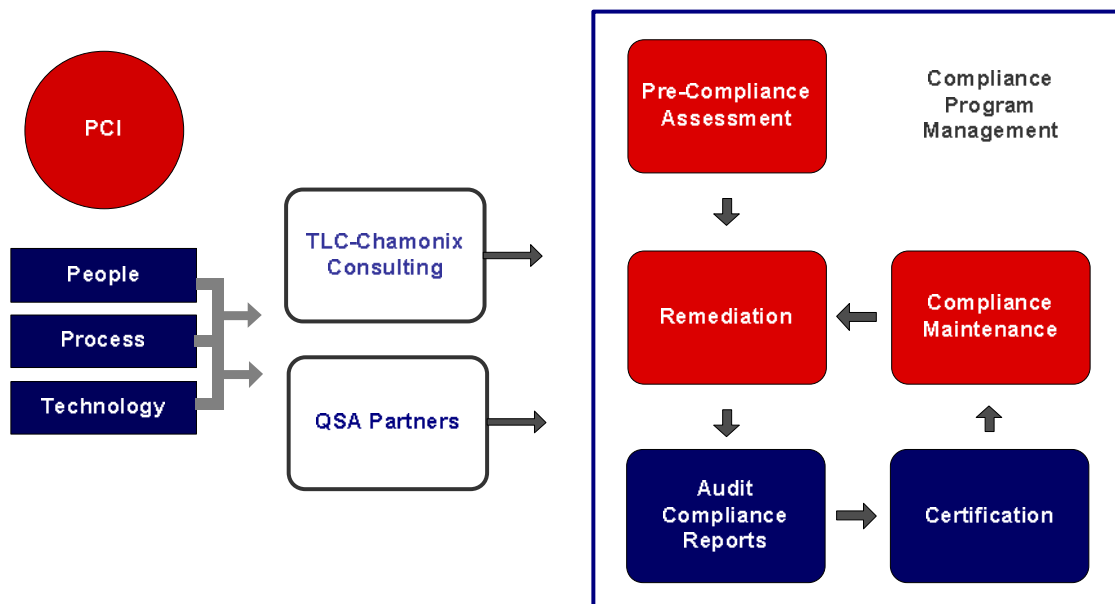 PCI
People
Process
Technology
TLC-Chamonix
Consulting
QSA Partners
Pre-Compliance
Assessment
Compliance
Program
Management
Remediation
Compliance
Maintenance
Audit
Compliance
Reports
Certification